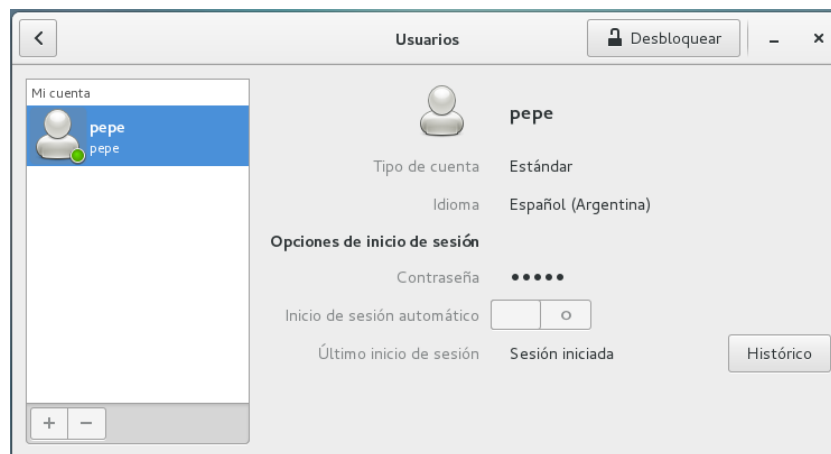 Usuarios
Desbloquear
Mi cuenta
pepe
pepe
pepe
Tipo de cuenta Estándar
Idioma Español (Argentina)
Opciones de inicio de sesión
Contraseña •••••
Inicio de sesión automático O
Último inicio de sesión Sesión iniciada Histórico